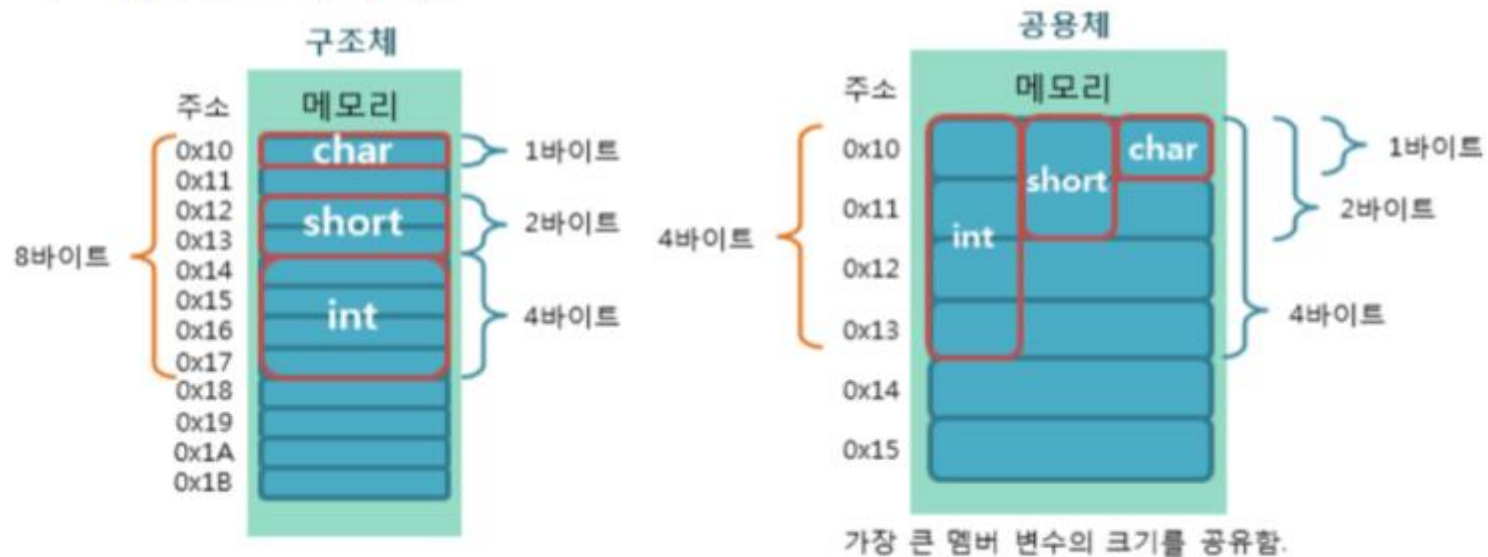 구조체
주소
메모리
0x10
char
1바이트
0x11
0x12
short
2바이트
0x13
8바이트
0x14
0x15
int
4바이트
0x16
0x17
0x18
0x19
0x1A
0x1B
공용체
주소
메모리
0x10
char
1바이트
short
0x11
2바이트
4바이트
int
0x12
4바이트
0x13
0x14
0x15
가장 큰 멤버 변수의 크기를 공유함.